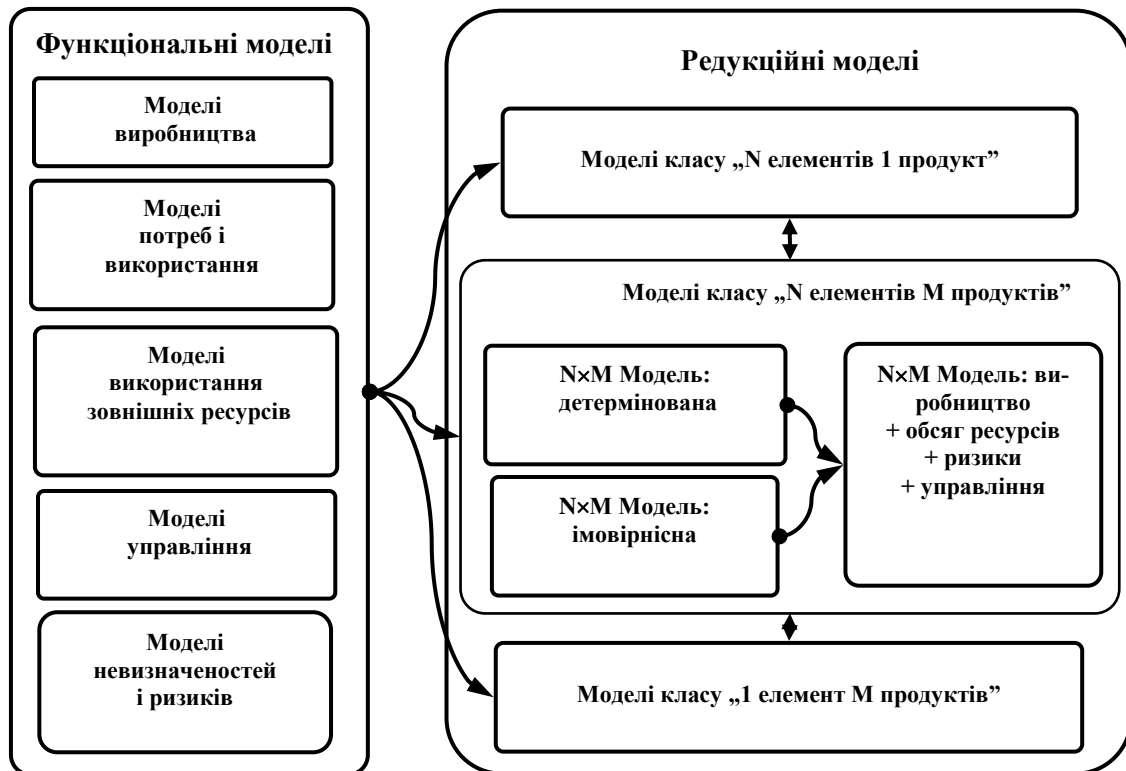 Функціональні моделі
Моделі
виробництва
Моделі
потреб і
використання
Моделі
використання
зовнішніх ресурсів
Моделі
управління
Моделі
невизначеностей
і ризиків
Редукційні моделі
Моделі класу „N елементів 1 продукт”
Моделі класу „N елементів M продуктів”
N×M Модель:
детермінована
N×M Модель:
імовірнісна
N×M Модель: ви-
робництво
+ обсяг ресурсів
+ ризики
+ управління
Моделі класу „1 елемент M продуктів”